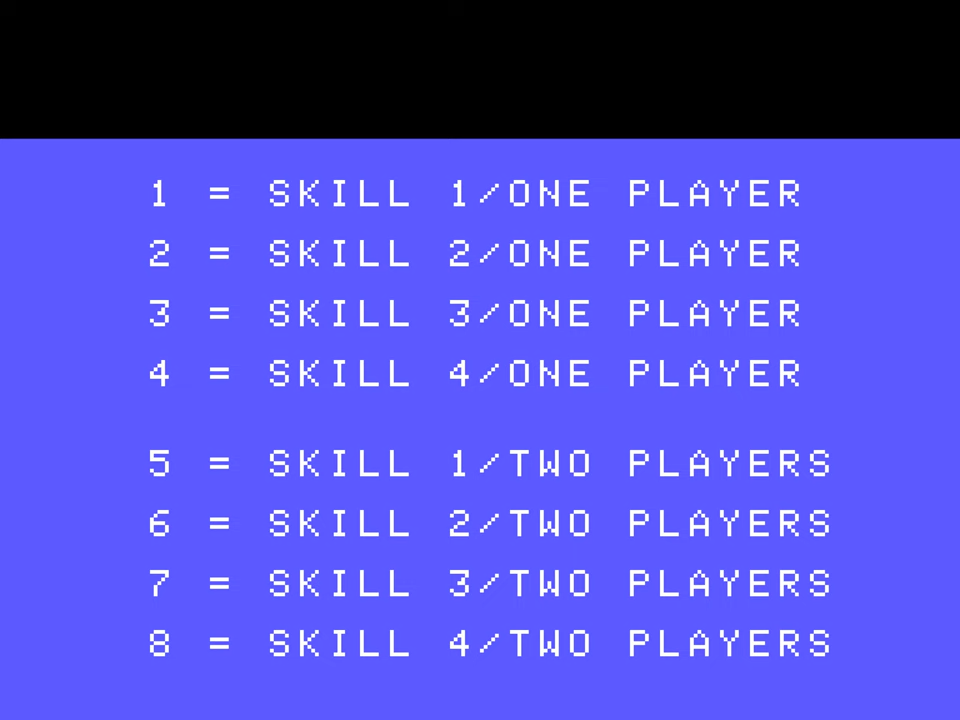 1 = SKILL 1/ONE PLAYER
2 = SKILL 2/ONE PLAYER
3 = SKILL 3/ONE PLAYER
4 = SKILL 4/ONE PLAYER
5 = SKILL 1/TWO PLAYERS
6 = SKILL 2/TWO PLAYERS
7 = SKILL 3/TWO PLAYERS
8 = SKILL 4/TWO PLAYERS